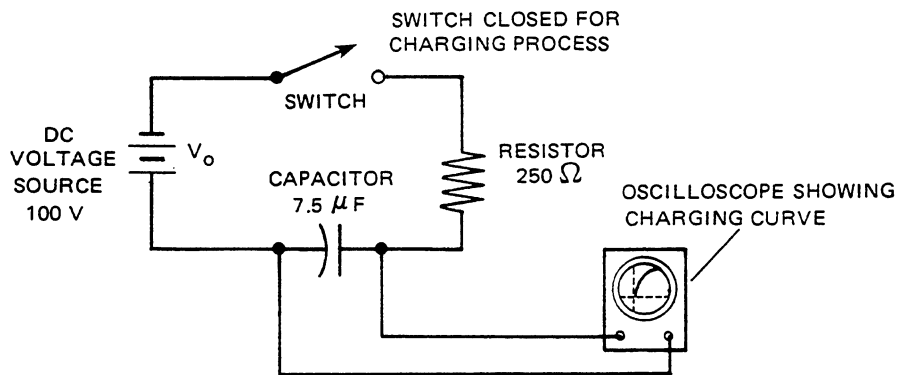 SWITCH CLOSED FOR
CHARGING PROCESS
SWITCH
DC
VOLTAGE
SOURCE
100 V
V₀
CAPACITOR
7.5 μF
RESISTOR
250 Ω
OSCILLOSCOPE SHOWING
CHARGING CURVE